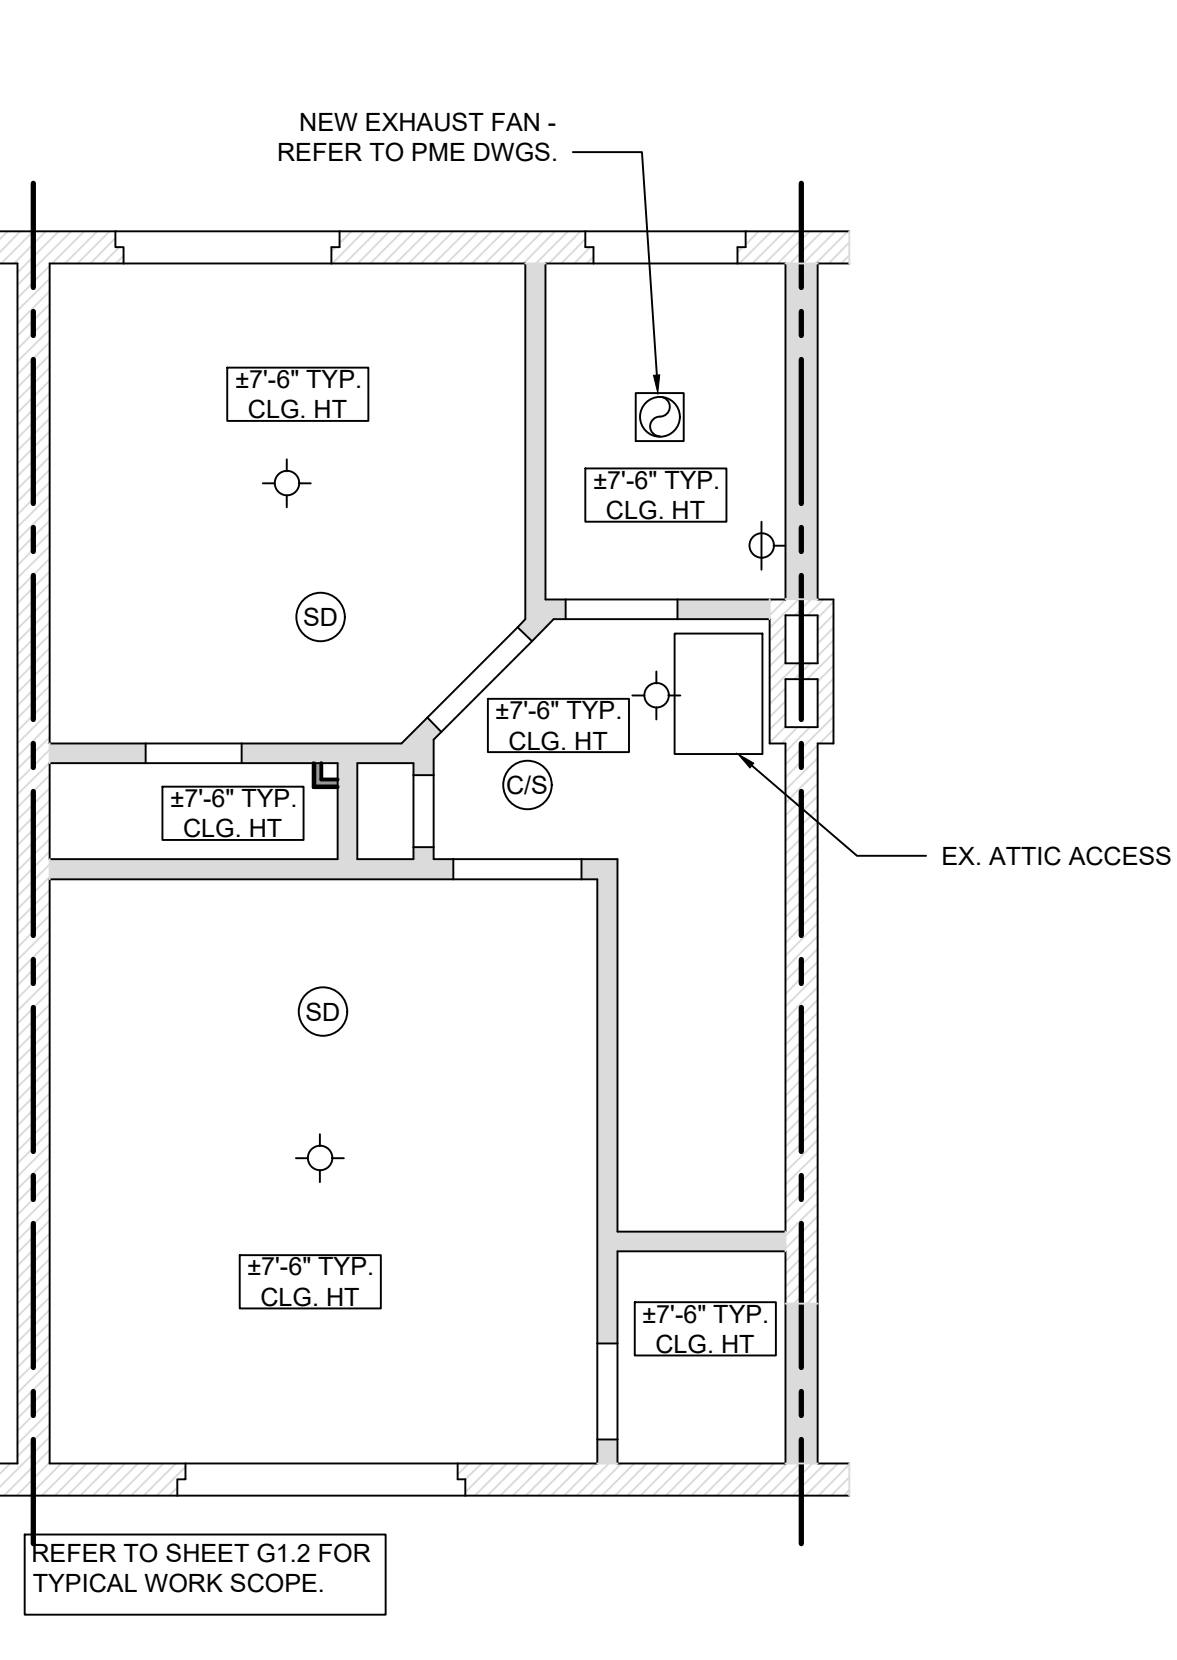 NEW EXHAUST FAN -
REFER TO PME DWGS.
±7'-6" TYP.
CLG. HT
±7'-6" TYP.
CLG. HT
SD
±7'-6" TYP.
CLG. HT
C/S
±7'-6" TYP.
CLG. HT
EX. ATTIC ACCESS
SD
±7'-6" TYP.
CLG. HT
±7'-6" TYP.
CLG. HT
REFER TO SHEET G1.2 FOR
TYPICAL WORK SCOPE.